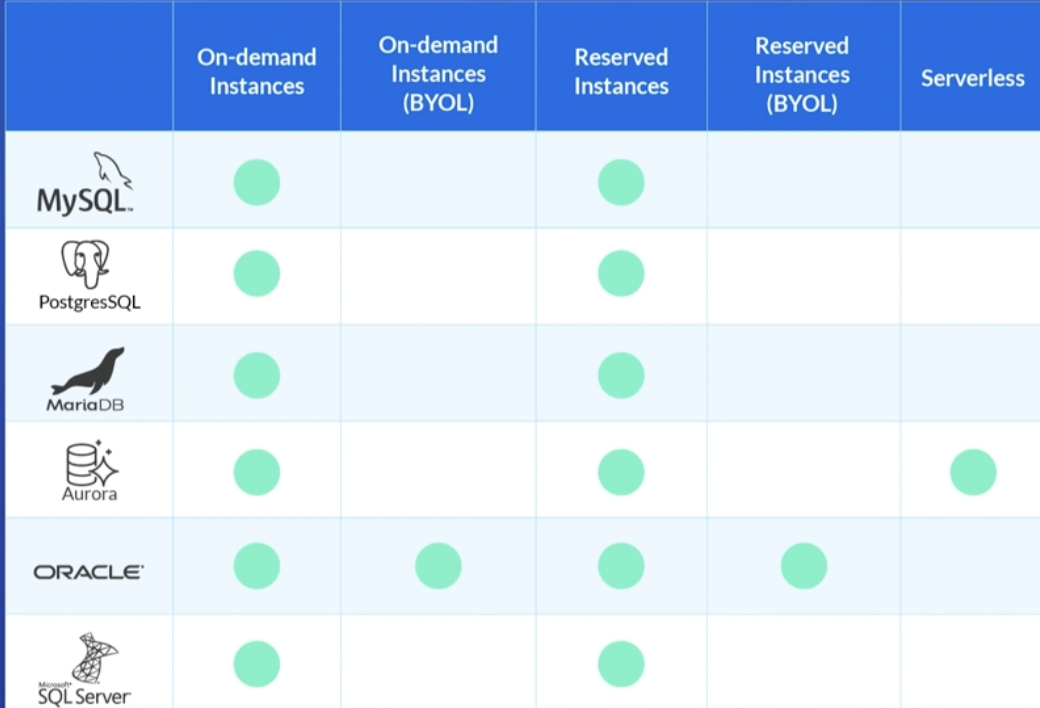 On-demand
Instances
On-demand
Instances
(BYOL)
Reserved
Instances
Reserved
Instances
(BYOL)
Serverless
MySQL™
PostgresSQL
MariaDB
Aurora
ORACLE®
Microsoft®
SQL Server